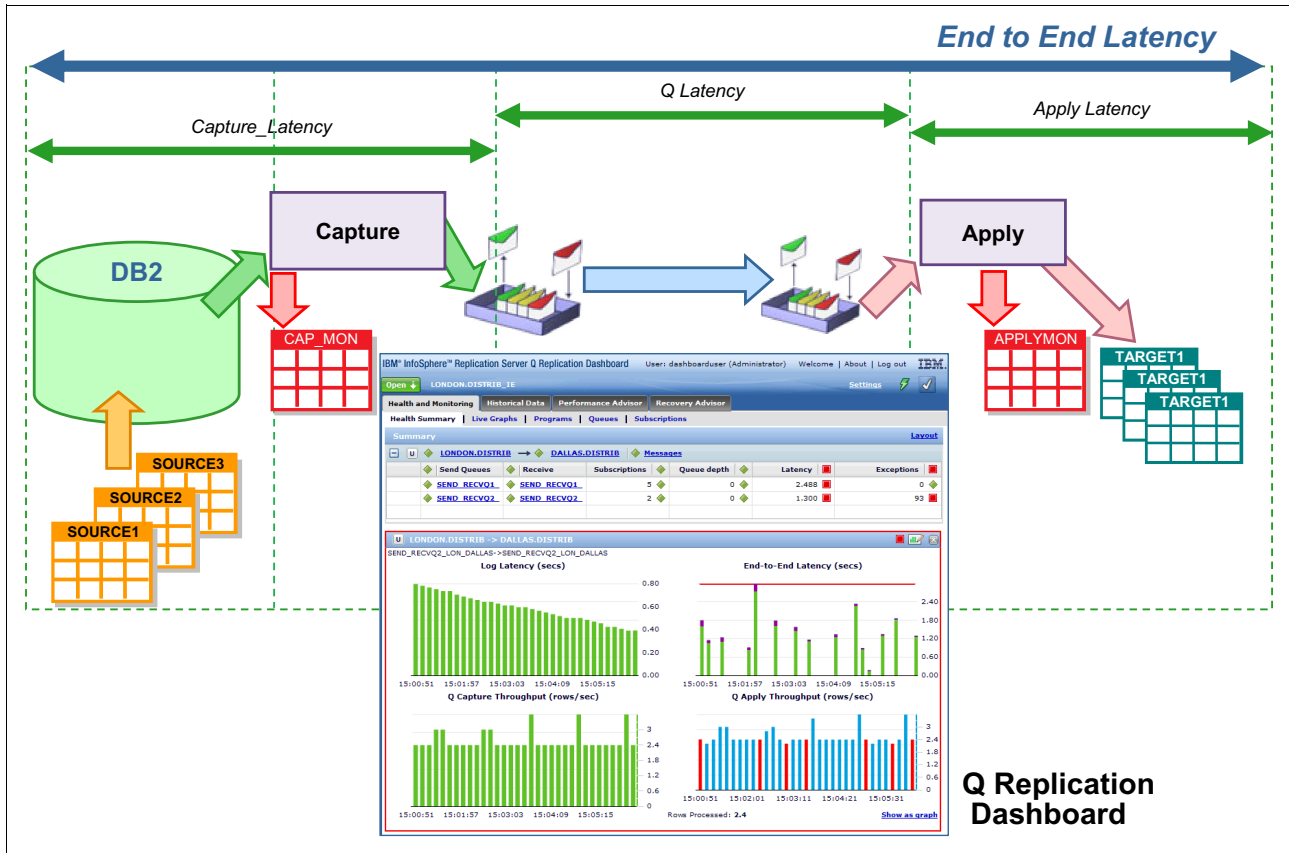 End to End Latency
Q Latency
Capture_Latency
Apply Latency
Capture
Apply
DB2
CAP_MON
APPLYMON
TARGET1
TARGET1
TARGET1
SOURCE3
SOURCE2
SOURCE1
IBM® InfoSphere™ Replication Server Q Replication Dashboard User: dashboarduser (Administrator) Welcome | About | Log out IBM.
Open LONDON.DISTRIB_IE Settings
Health and Monitoring Historical Data Performance Advisor Recovery Advisor
Health Summary | Live Graphs | Programs | Queues | Subscriptions
Summary Layout
U LONDON.DISTRIB DALLAS.DISTRIB Messages
Send Queues Receive Subscriptions Queue depth Latency Exceptions
SEND_RECVQ1_ SEND_RECVQ1_ 5 0 2.488 0
SEND_RECVQ2_ SEND_RECVQ2_ 2 0 1.300 93
U LONDON.DISTRIB -> DALLAS.DISTRIB
SEND_RECVQ2_LON_DALLAS->SEND_RECVQ2_LON_DALLAS
Log Latency (secs)
0.80
0.60
0.40
0.20
0.00
15:00:51 15:01:57 15:03:03 15:04:09 15:05:15
End-to-End Latency (secs)
2.40
1.80
1.20
0.60
0.00
15:00:51 15:01:57 15:03:03 15:04:09 15:05:15
Q Capture Throughput (rows/sec)
3
2.4
1.8
1.2
0.6
0
15:00:51 15:01:57 15:03:03 15:04:09 15:05:15
Q Apply Throughput (rows/sec)
3
2.4
1.8
1.2
0.6
0
15:00:51 15:02:01 15:03:11 15:04:21 15:05:31
Rows Processed: 2.4 Show as graph
Q Replication
Dashboard